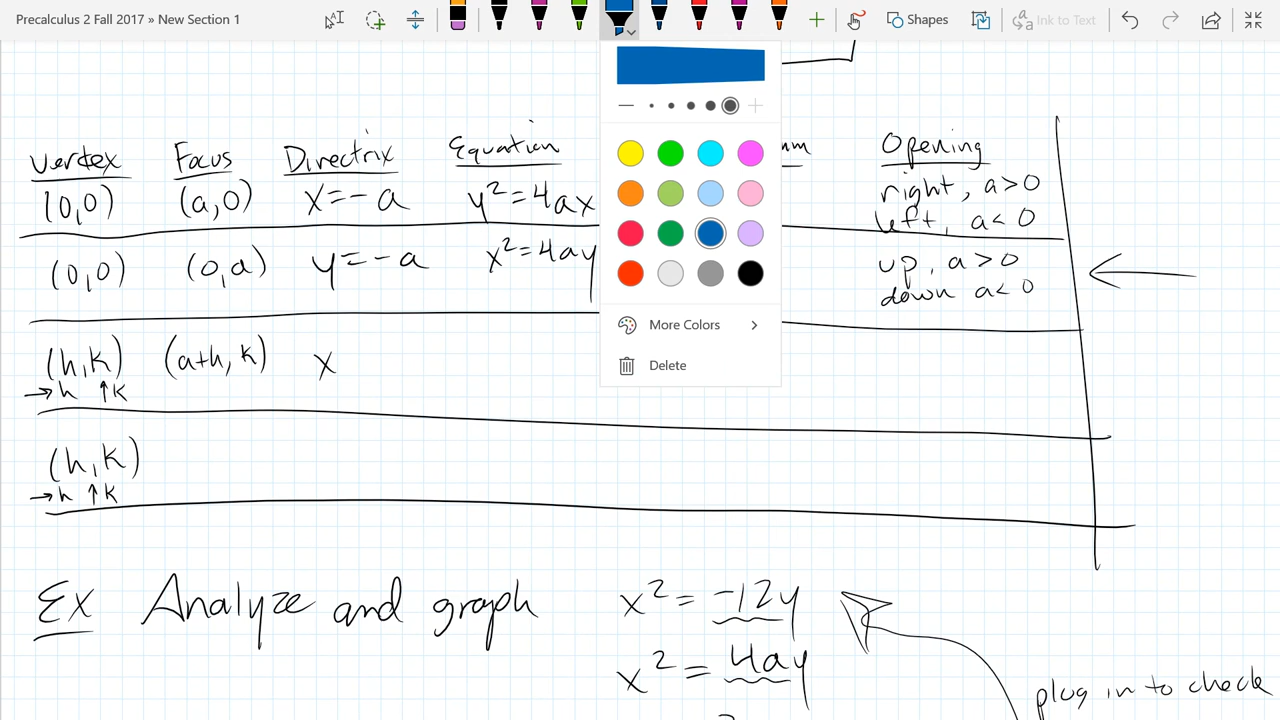 Precalculus 2 Fall 2017 » New Section 1
Shapes
Ink to Text
Vertex Focus Directrix Equation Opening
(0,0) (a,0) x=-a y²=4ax right, a>0
left, a<0
(0,0) (0,a) y=-a x²=4ay up, a>0
down a<0
(h,k) (a+h,k) x
→h ↑k
(h,k)
→h ↑k
More Colors
Delete
Ex Analyze and graph x²=-12y
x²=4ay
plug in to check